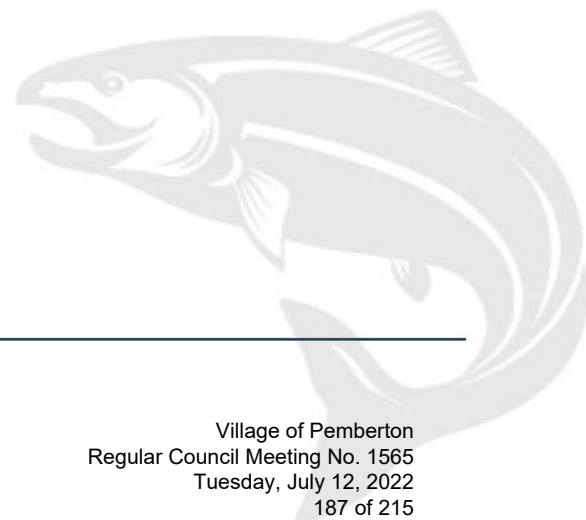 Village of Pemberton
Regular Council Meeting No. 1565
Tuesday, July 12, 2022
187 of 215